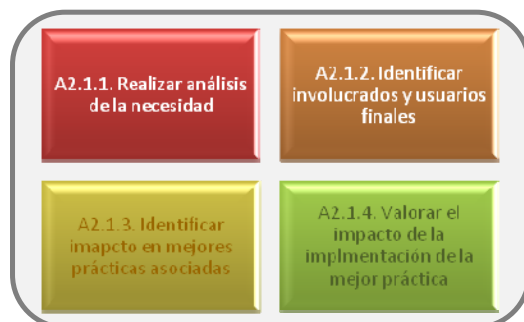 A2.1.1. Realizar análisis
de la necesidad
A2.1.2. Identificar
involucrados y usuarios
finales
A2.1.3. Identificar
imapcto en mejores
prácticas asociadas
A2.1.4. Valorar el
impacto de la
implmentación de la
mejor práctica